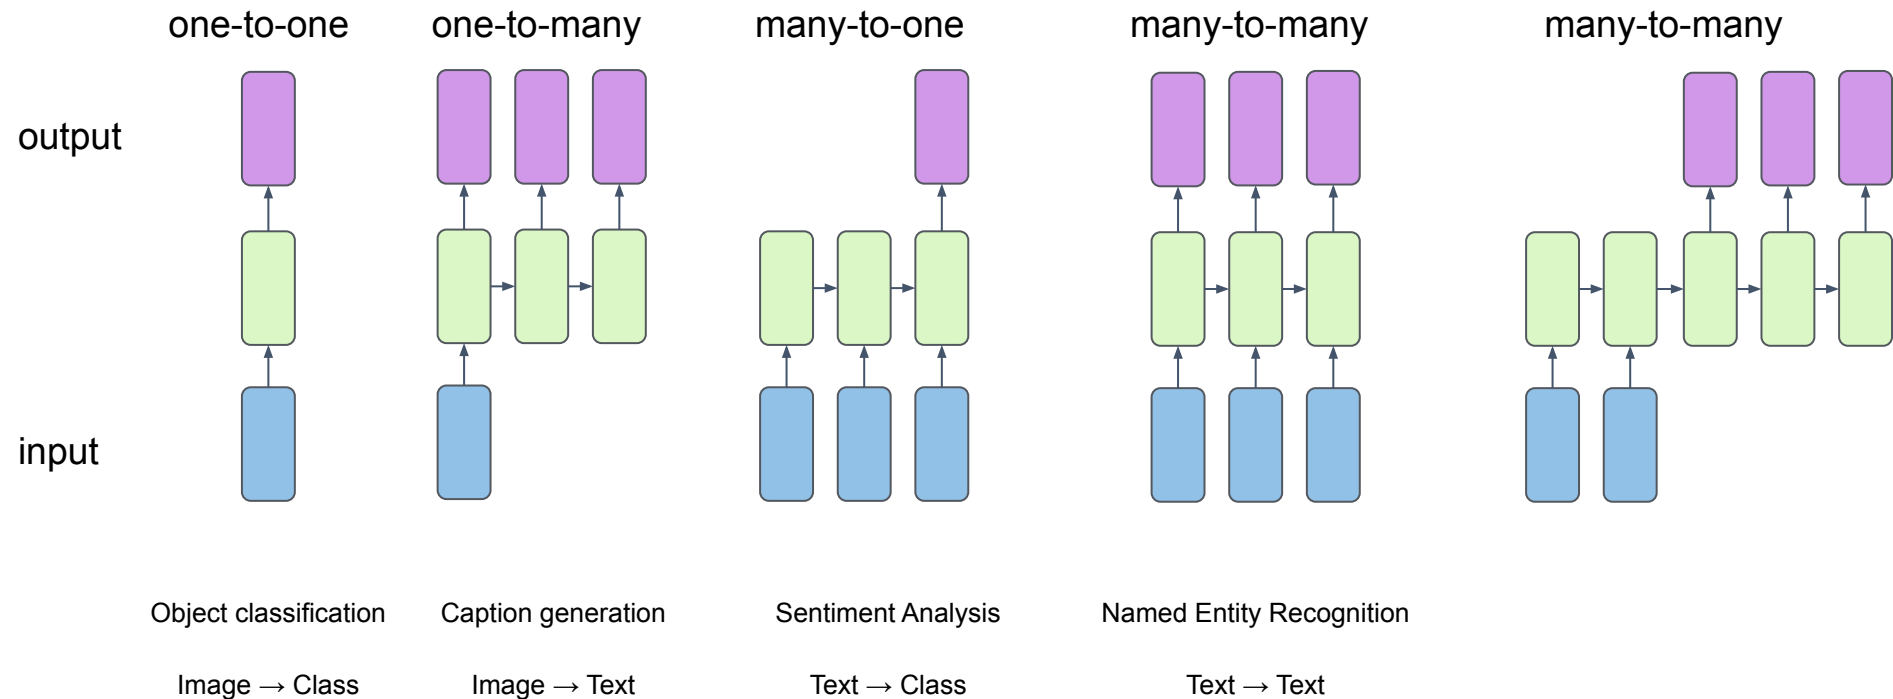 one-to-one
one-to-many
many-to-one
many-to-many
many-to-many
output
input
Object classification
Caption generation
Sentiment Analysis
Named Entity Recognition
Image → Class
Image → Text
Text → Class
Text → Text